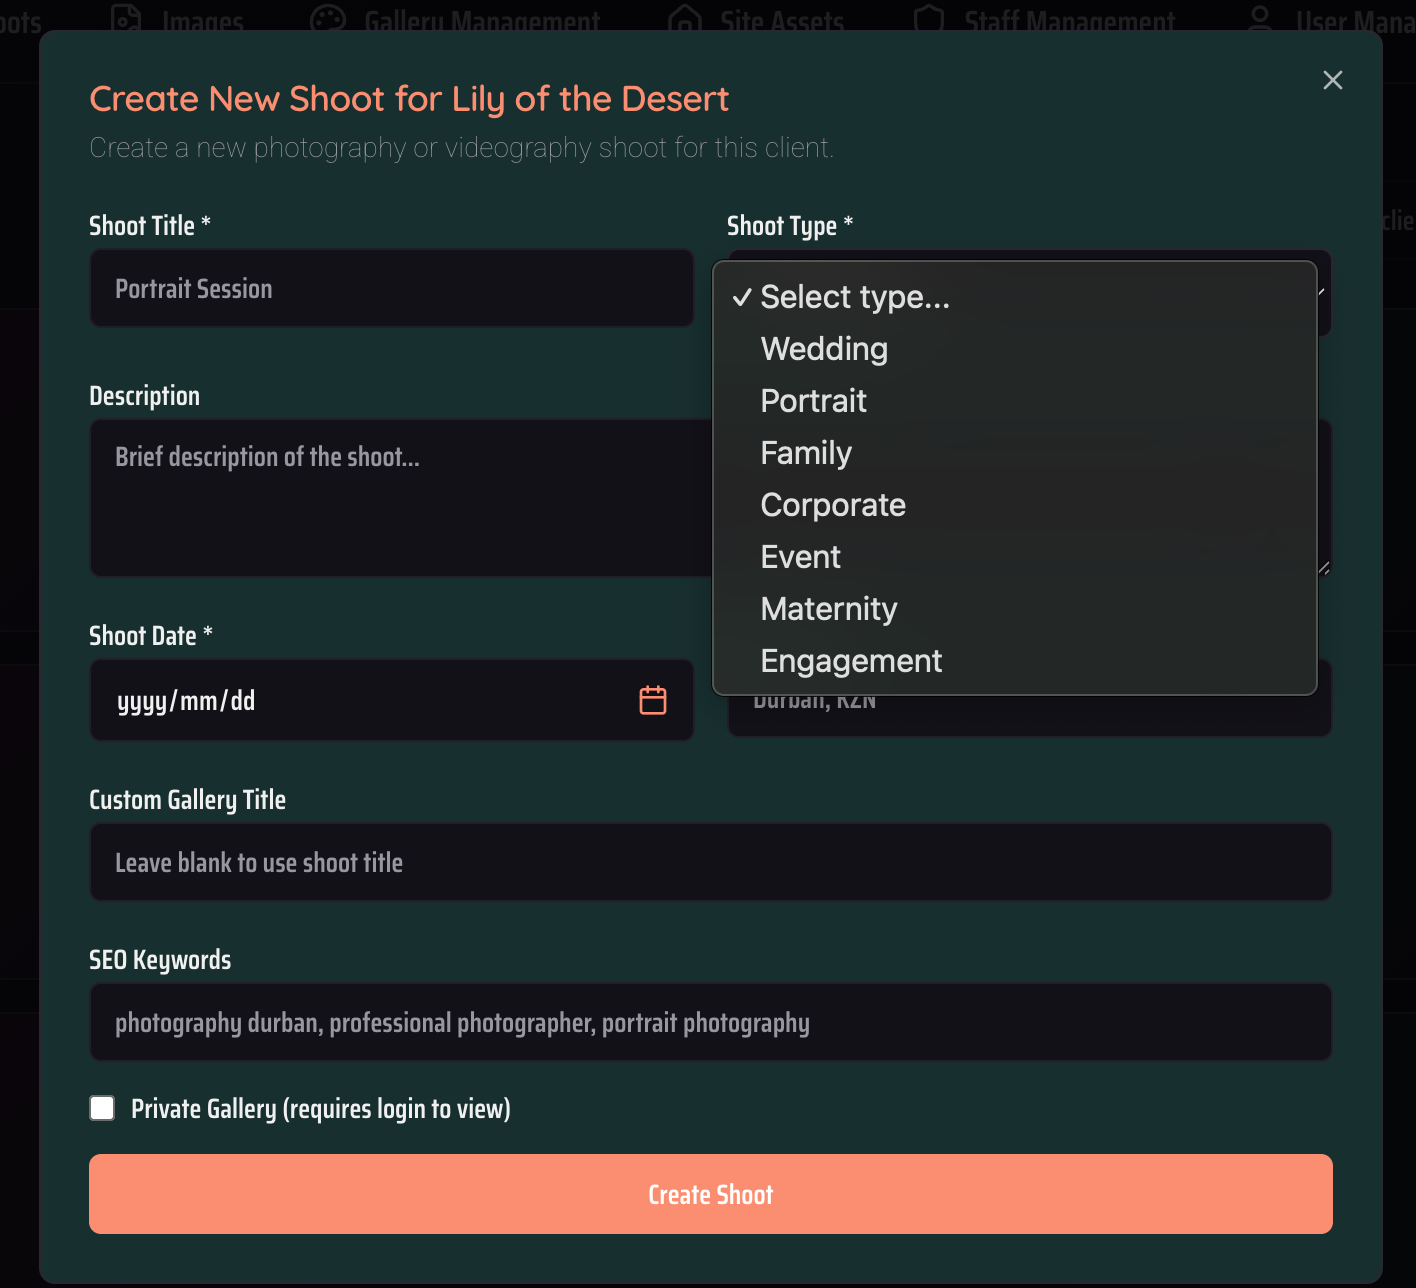 Images
Gallery Management
Site Assets
Staff Management
User Mana
Create New Shoot for Lily of the Desert
Create a new photography or videography shoot for this client.
Shoot Title *
Shoot Type *
Portrait Session
✓ Select type...
Wedding
Portrait
Family
Corporate
Event
Maternity
Engagement
Description
Brief description of the shoot...
Shoot Date *
yyyy/mm/dd
Durban, KZN
Custom Gallery Title
Leave blank to use shoot title
SEO Keywords
photography durban, professional photographer, portrait photography
Private Gallery (requires login to view)
Create Shoot